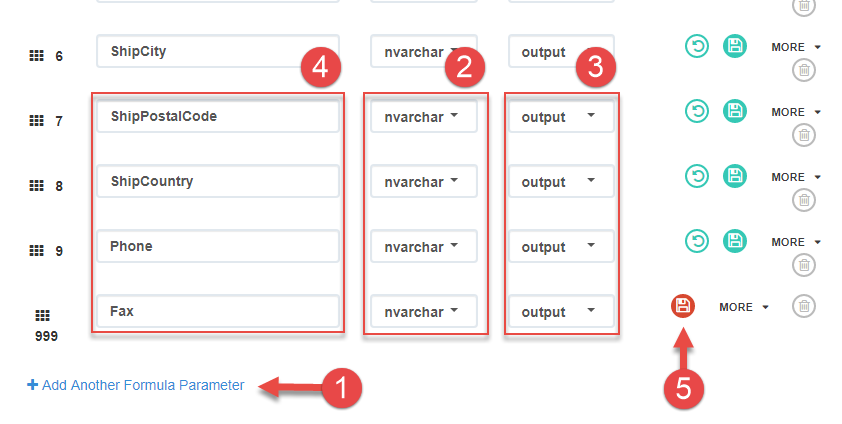 6 ShipCity nvarchar output MORE
4 2 3
7 ShipPostalCode nvarchar output MORE
8 ShipCountry nvarchar output MORE
9 Phone nvarchar output MORE
999 Fax nvarchar output MORE
+ Add Another Formula Parameter 1 5